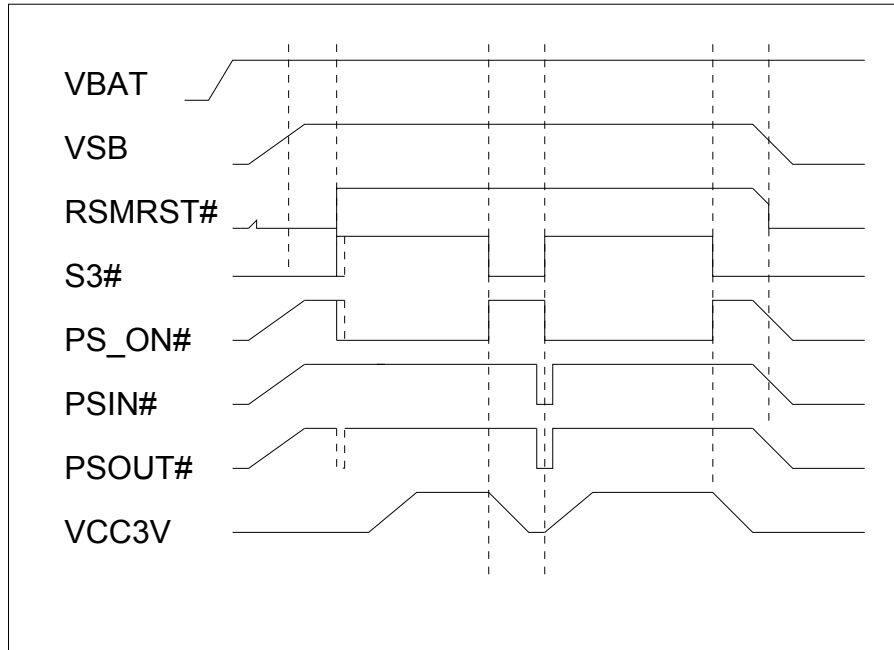 VBAT
VSB
RSMRST#
S3#
PS_ON#
PSIN#
PSOUT#
VCC3V